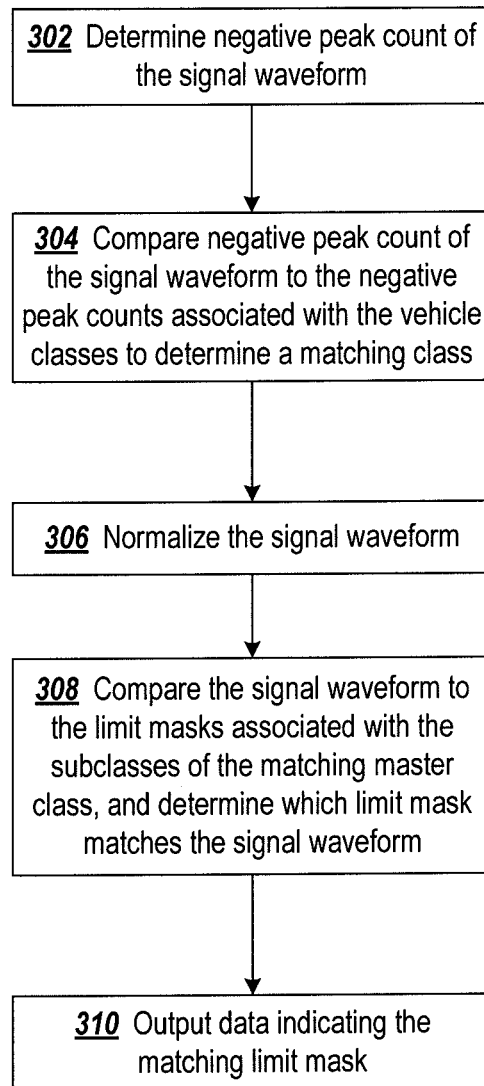 302 Determine negative peak count of
the signal waveform
304 Compare negative peak count of
the signal waveform to the negative
peak counts associated with the vehicle
classes to determine a matching class
306 Normalize the signal waveform
308 Compare the signal waveform to
the limit masks associated with the
subclasses of the matching master
class, and determine which limit mask
matches the signal waveform
310 Output data indicating the
matching limit mask